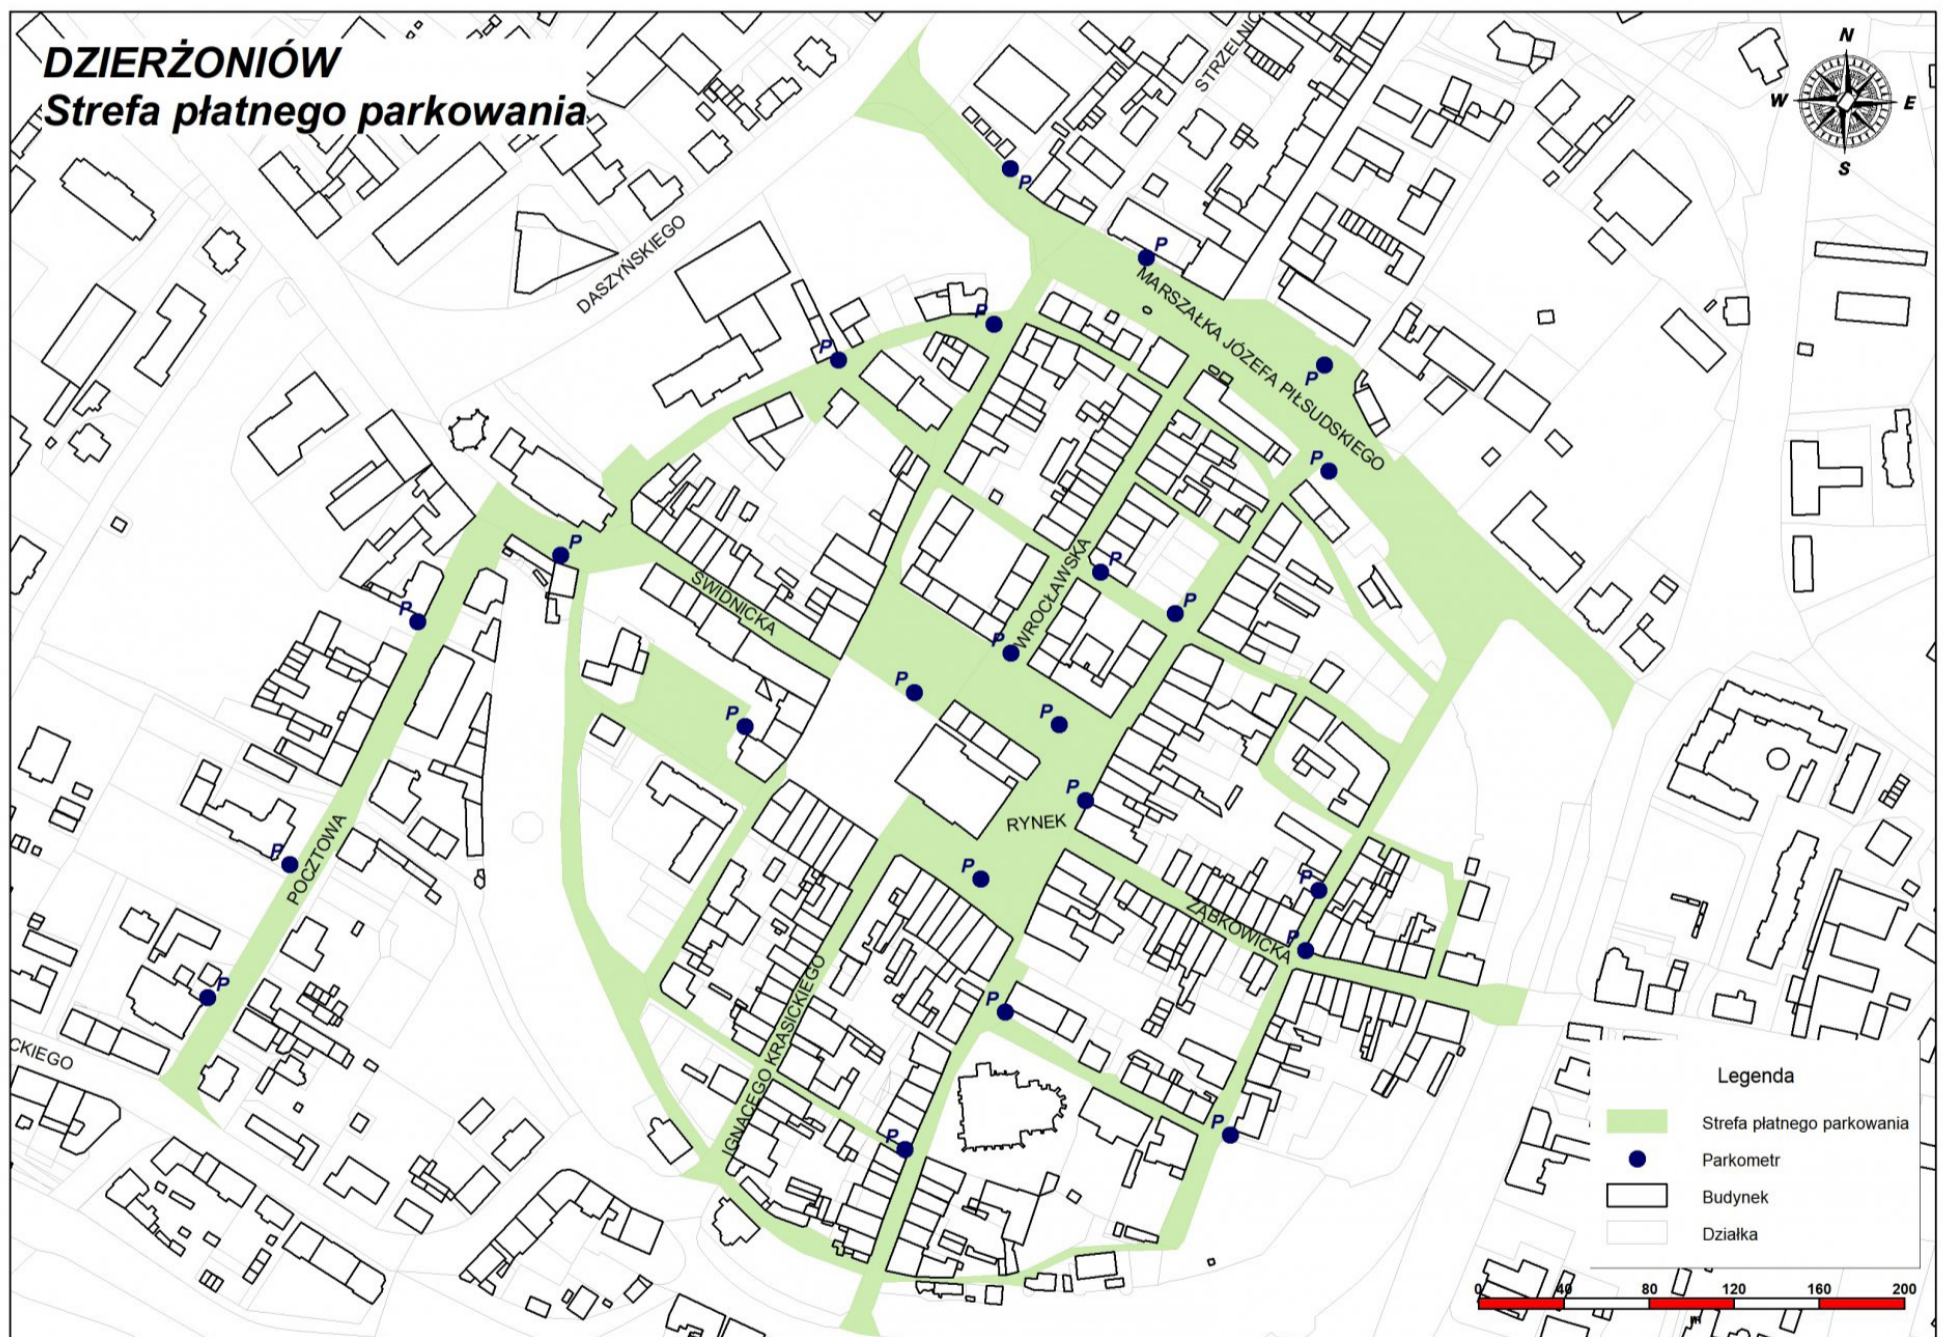 DZIERŻONIÓW
Strefa płatnego parkowania
STRZELNIC
N
W
E
S
DASZYŃSKIEGO
P
P
MARSZAŁKA JÓZEFA PIŁSUDSKIEGO
P
P
P
P
P
P
ŚWIDNICKA
WROCŁAWSKA
P
P
P
P
P
P
P
P
RYNEK
P
P
POCZTOWA
P
ZĄBKOWICKA
P
P
P
IGNACEGO KRASICKIEGO
P
CKIEGO
P
P
Legenda
Strefa płatnego parkowania
Parkometr
Budynek
Działka
0 40 80 120 160 200
m